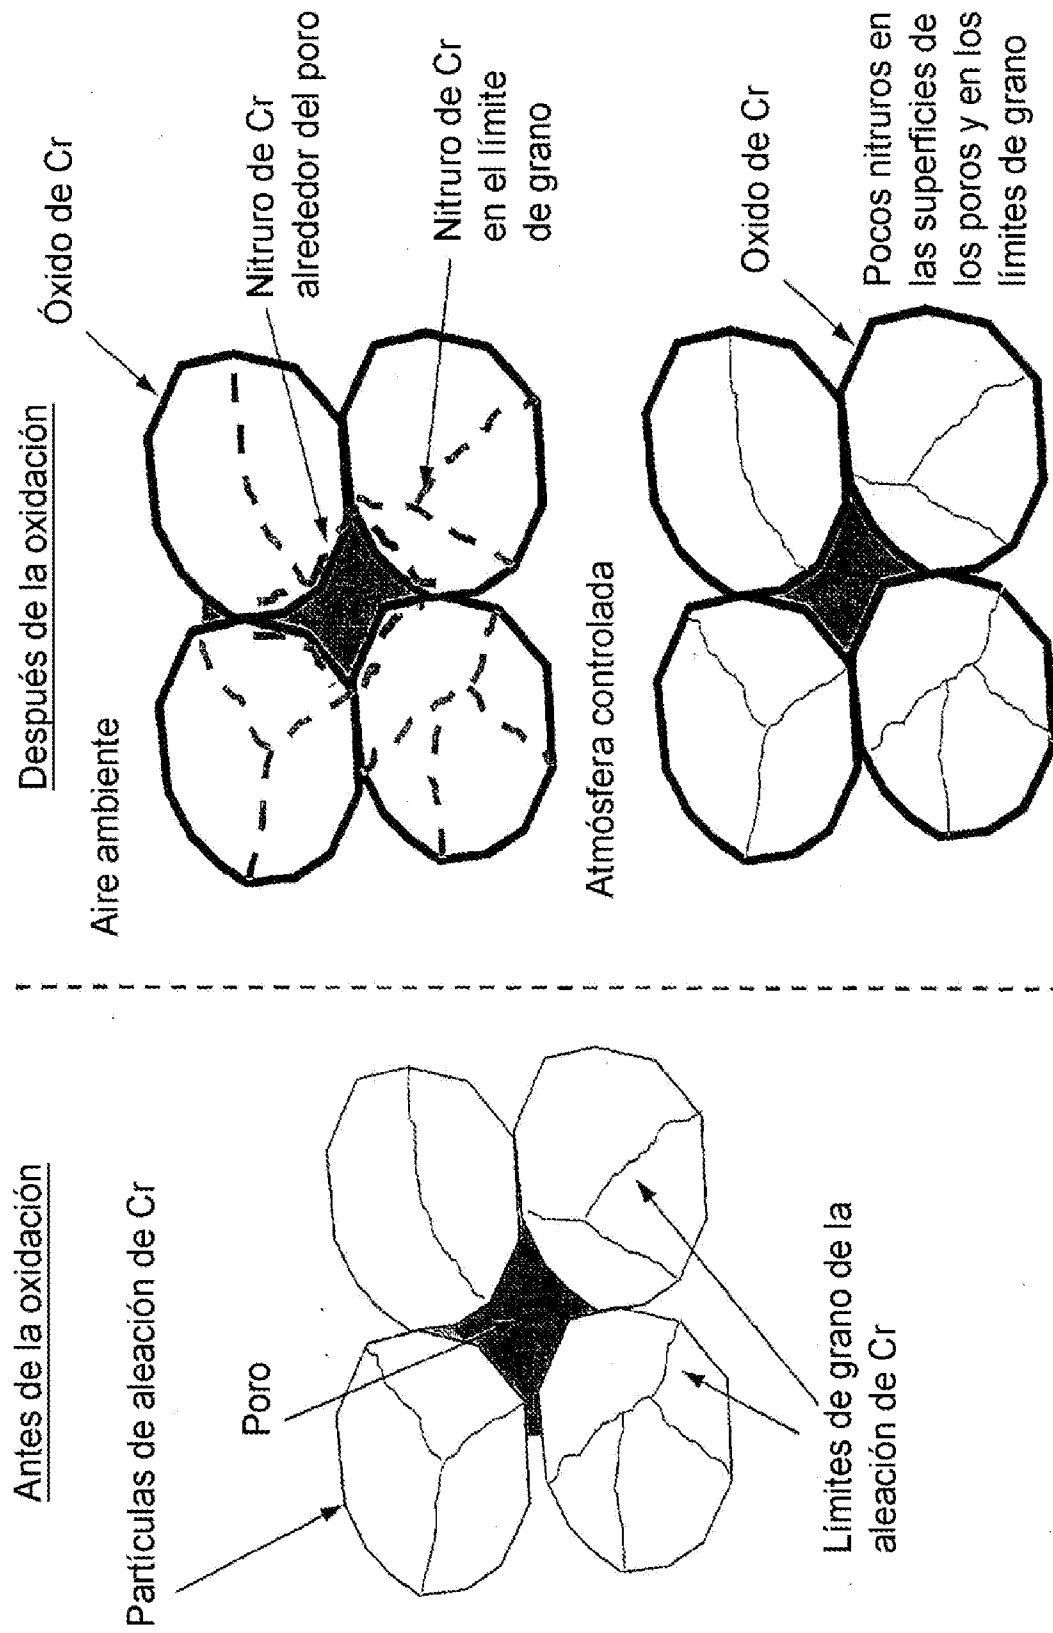 Antes de la oxidación
Partículas de aleación de Cr
Poro
Límites de grano de la
aleación de Cr
Después de la oxidación
Aire ambiente
Óxido de Cr
Nitruro de Cr
alrededor del poro
Nitruro de Cr
en el límite
de grano
Atmósfera controlada
Oxido de Cr
Pocos nitruros en
las superficies de
los poros y en los
límites de grano